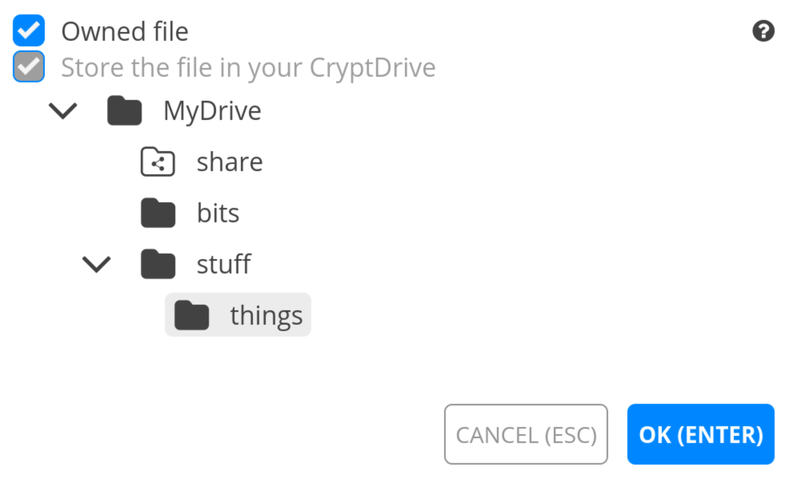 Owned file
Store the file in your CryptDrive
MyDrive
share
bits
stuff
things
CANCEL (ESC)
OK (ENTER)